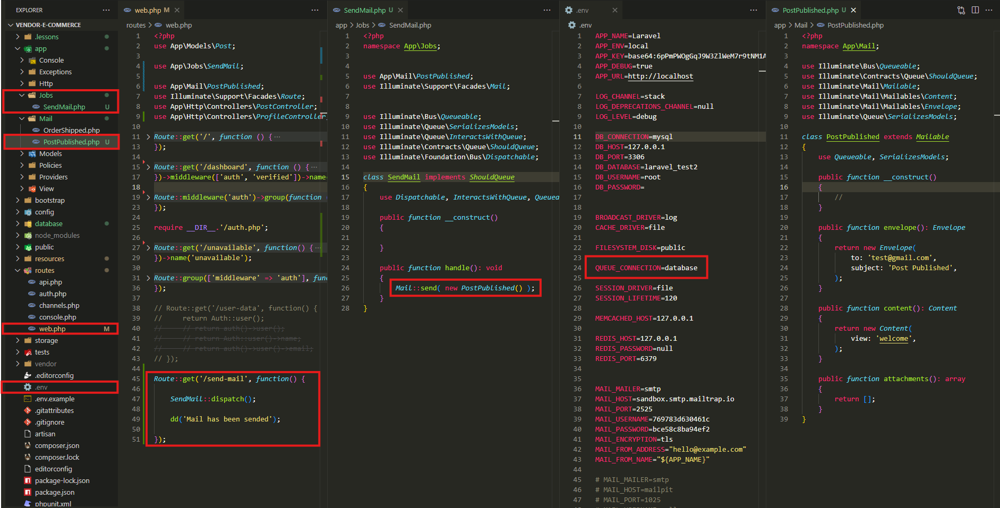 EXPLORER
VENDOR-E-COMMERCE
.lessons
app
Console
Exceptions
Http
Jobs
SendMail.php U
Mail
OrderShipped.php
PostPublished.php U
Models
Policies
Providers
View
bootstrap
config
database
node_modules
public
resources
routes
api.php
auth.php
channels.php
console.php
web.php M
storage
tests
vendor
.editorconfig
.env
.env.example
.gitattributes
.gitignore
artisan
composer.json
composer.lock
editorconfig
package-lock.json
package.json
phpunit.xml
web.php M
routes > web.php
1 <?php
2 use App\Models\Post;
3
4 use App\Jobs\SendMail;
5
6 use App\Mail\PostPublished;
7 use Illuminate\Support\Facades\Route;
8 use App\Http\Controllers\PostController;
9 use App\Http\Controllers\ProfileController
10
11 Route::get('/', function () {···
13 });
14
15 Route::get('/dashboard', function () {···
17 })->middleware(['auth', 'verified'])->name(
18
19 Route::middleware('auth')->group(function (
23 });
24
25 require __DIR__.'/auth.php';
26
27 Route::get('/unavailable', function() {···
29 })->name('unavailable');
30
31 Route::group(['middleware' => 'auth'], fun
36 });
37
38 // Route::get('/user-data', function() {
39 //     return Auth::user();
40 //     // return auth()->user();
41 //     // return Auth::user()->name;
42 //     // return auth()->user()->email;
43 // });
44
45 Route::get('/send-mail', function() {
46
47     SendMail::dispatch();
48
49     dd('Mail has been sended');
50
51 });
SendMail.php U
app > Jobs > SendMail.php
1 <?php
2 namespace App\Jobs;
3
4
5 use App\Mail\PostPublished;
6 use Illuminate\Support\Facades\Mail;
7
8
9 use Illuminate\Bus\Queueable;
10 use Illuminate\Queue\SerializesModels;
11 use Illuminate\Queue\InteractsWithQueue;
12 use Illuminate\Contracts\Queue\ShouldQueue;
13 use Illuminate\Foundation\Bus\Dispatchable;
14
15 class SendMail implements ShouldQueue
16 {
17     use Dispatchable, InteractsWithQueue, Queuea
18
19     public function __construct()
20     {
21
22     }
23
24     public function handle(): void
25     {
26         Mail::send( new PostPublished() );
27     }
28 }
.env
.env
1 APP_NAME=Laravel
2 APP_ENV=local
3 APP_KEY=base64:6pPmPWOgGqJ9W3ZlWeM7r9tNM1A
4 APP_DEBUG=true
5 APP_URL=http://localhost
6
7 LOG_CHANNEL=stack
8 LOG_DEPRECATIONS_CHANNEL=null
9 LOG_LEVEL=debug
10
11 DB_CONNECTION=mysql
12 DB_HOST=127.0.0.1
13 DB_PORT=3306
14 DB_DATABASE=laravel_test2
15 DB_USERNAME=root
16 DB_PASSWORD=
17
18
19 BROADCAST_DRIVER=log
20 CACHE_DRIVER=file
21
22 FILESYSTEM_DISK=public
23
24 QUEUE_CONNECTION=database
25
26 SESSION_DRIVER=file
27 SESSION_LIFETIME=120
28
29 MEMCACHED_HOST=127.0.0.1
30
31 REDIS_HOST=127.0.0.1
32 REDIS_PASSWORD=null
33 REDIS_PORT=6379
34
35
36 MAIL_MAILER=smtp
37 MAIL_HOST=sandbox.smtp.mailtrap.io
38 MAIL_PORT=2525
39 MAIL_USERNAME=769783d630461c
40 MAIL_PASSWORD=bce58c8ba94ef2
41 MAIL_ENCRYPTION=tls
42 MAIL_FROM_ADDRESS="hello@example.com"
43 MAIL_FROM_NAME="${APP_NAME}"
44
45 # MAIL_MAILER=smtp
46 # MAIL_HOST=mailpit
47 # MAIL_PORT=1025
PostPublished.php U
app > Mail > PostPublished.php
1 <?php
2 namespace App\Mail;
3
4 use Illuminate\Bus\Queueable;
5 use Illuminate\Contracts\Queue\ShouldQueue;
6 use Illuminate\Mail\Mailable;
7 use Illuminate\Mail\Mailables\Content;
8 use Illuminate\Mail\Mailables\Envelope;
9 use Illuminate\Queue\SerializesModels;
10
11 class PostPublished extends Mailable
12 {
13     use Queueable, SerializesModels;
14
15     public function __construct()
16     {
17         //
18     }
19
20     public function envelope(): Envelope
21     {
22         return new Envelope(
23             to: 'test@gmail.com',
24             subject: 'Post Published',
25         );
26     }
27
28     public function content(): Content
29     {
30         return new Content(
31             view: 'welcome',
32         );
33     }
34
35     public function attachments(): array
36     {
37         return [];
38     }
39 }